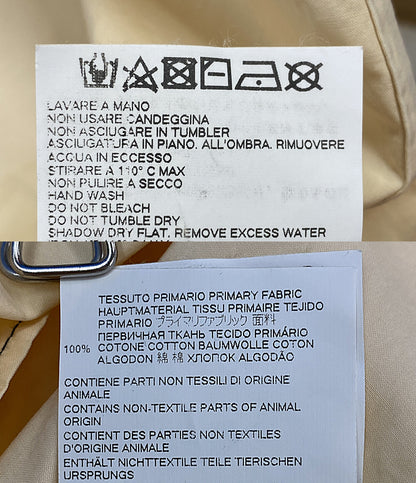 LAVARE A MANO
NON USARE CANDEGGINA
NON ASCIUGARE IN TUMBLER
ASCIUGATURA IN PIANO. ALL'OMBRA. RIMUOVERE
ACQUA IN ECCESSO
STIRARE A 110° C MAX
NON PULIRE A SECCO
HAND WASH
DO NOT BLEACH
DO NOT TUMBLE DRY
SHADOW DRY FLAT. REMOVE EXCESS WATER
TESSUTO PRIMARIO PRIMARY FABRIC
HAUPTMATERIAL TISSU PRIMAIRE TEJIDO
PRIMARIO プライマリファブリック 面料
ПЕРВИЧНАЯ ТКАНЬ TECIDO PRIMÁRIO
100% COTONE COTTON BAUMWOLLE COTON
ALGODON 綿 棉 ХЛОПОК ALGODÃO
CONTIENE PARTI NON TESSILI DI ORIGINE
ANIMALE
CONTAINS NON-TEXTILE PARTS OF ANIMAL
ORIGIN
CONTIENT DES PARTIES NON TEXTILES
D'ORIGINE ANIMALE
ENTHÄLT NICHTTEXTILE TEILE TIERISCHEN
URSPRUNGS